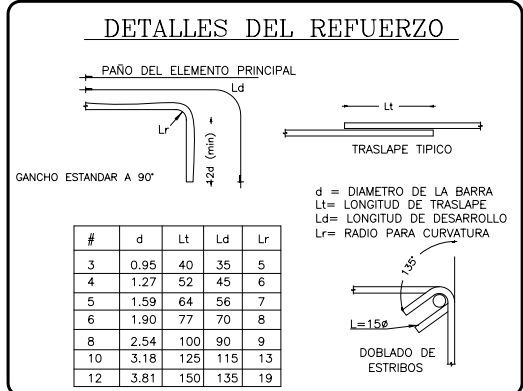 DETALLES DEL REFUERZO
PAÑO DEL ELEMENTO PRINCIPAL
Ld
Lr
12d (min)
GANCHO ESTANDAR A 90°
Lt
TRASLAPE TIPICO
d = DIAMETRO DE LA BARRA
Lt= LONGITUD DE TRASLAPE
Ld= LONGITUD DE DESARROLLO
Lr= RADIO PARA CURVATURA
# d Lt Ld Lr
3 0.95 40 35 5
4 1.27 52 45 6
5 1.59 64 56 7
6 1.90 77 70 8
8 2.54 100 90 9
10 3.18 125 115 13
12 3.81 150 135 19
135°
L=15ø
DOBLADO DE
ESTRIBOS